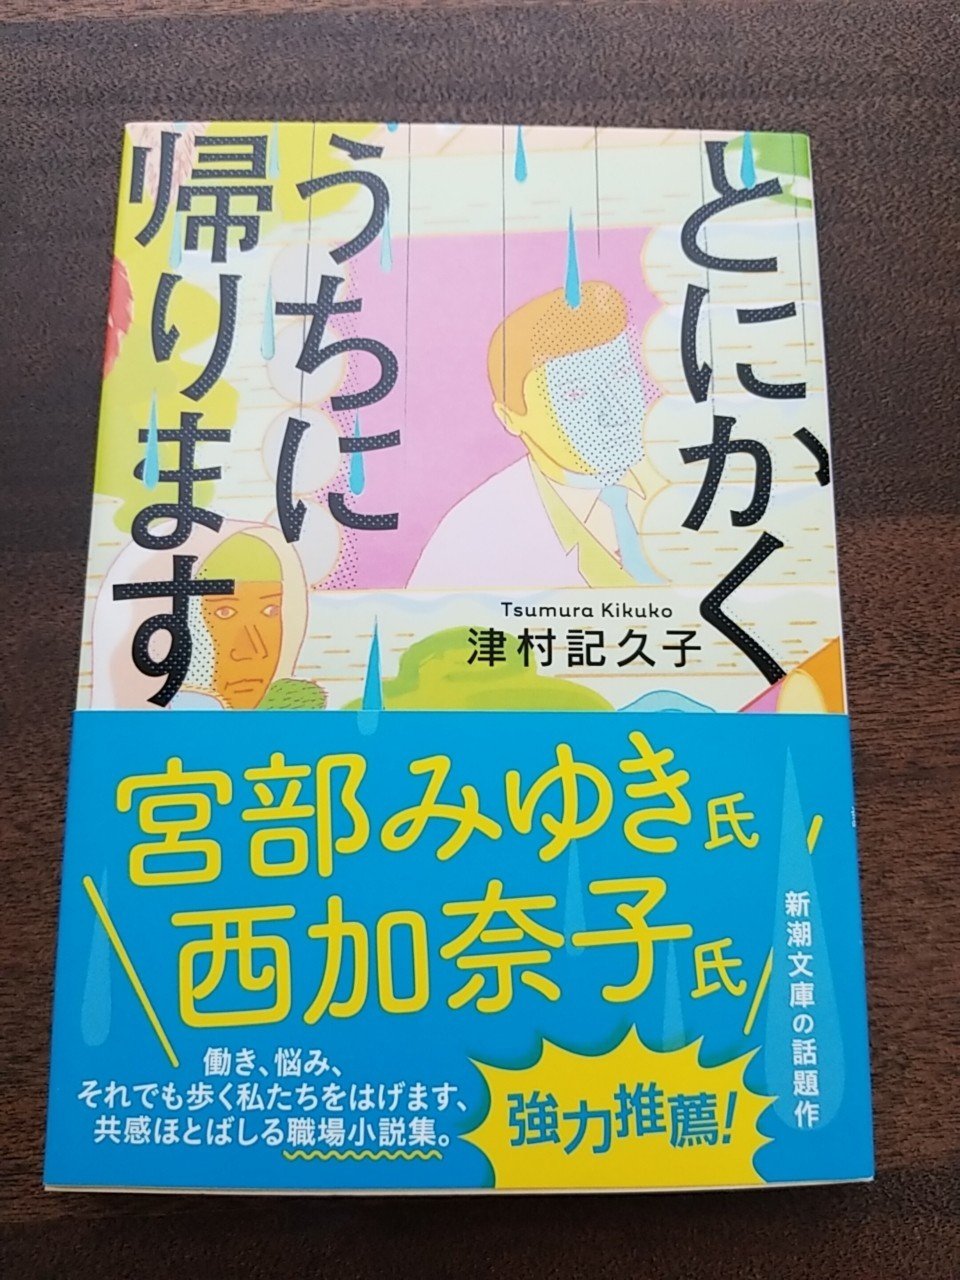 とにかく
うちに
帰ります
Tsumura Kikuko
津村記久子
宮部みゆき氏
西加奈子氏
働き、悩み、
それでも歩く私たちをはげます、
共感ほとばしる職場小説集。
強力推薦!
新潮文庫の話題作